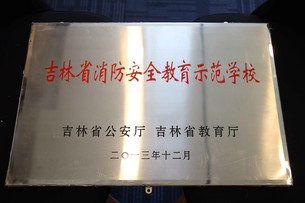 吉林省消防安全教育示范学校
吉林省公安厅 吉林省教育厅
二〇一三年十二月